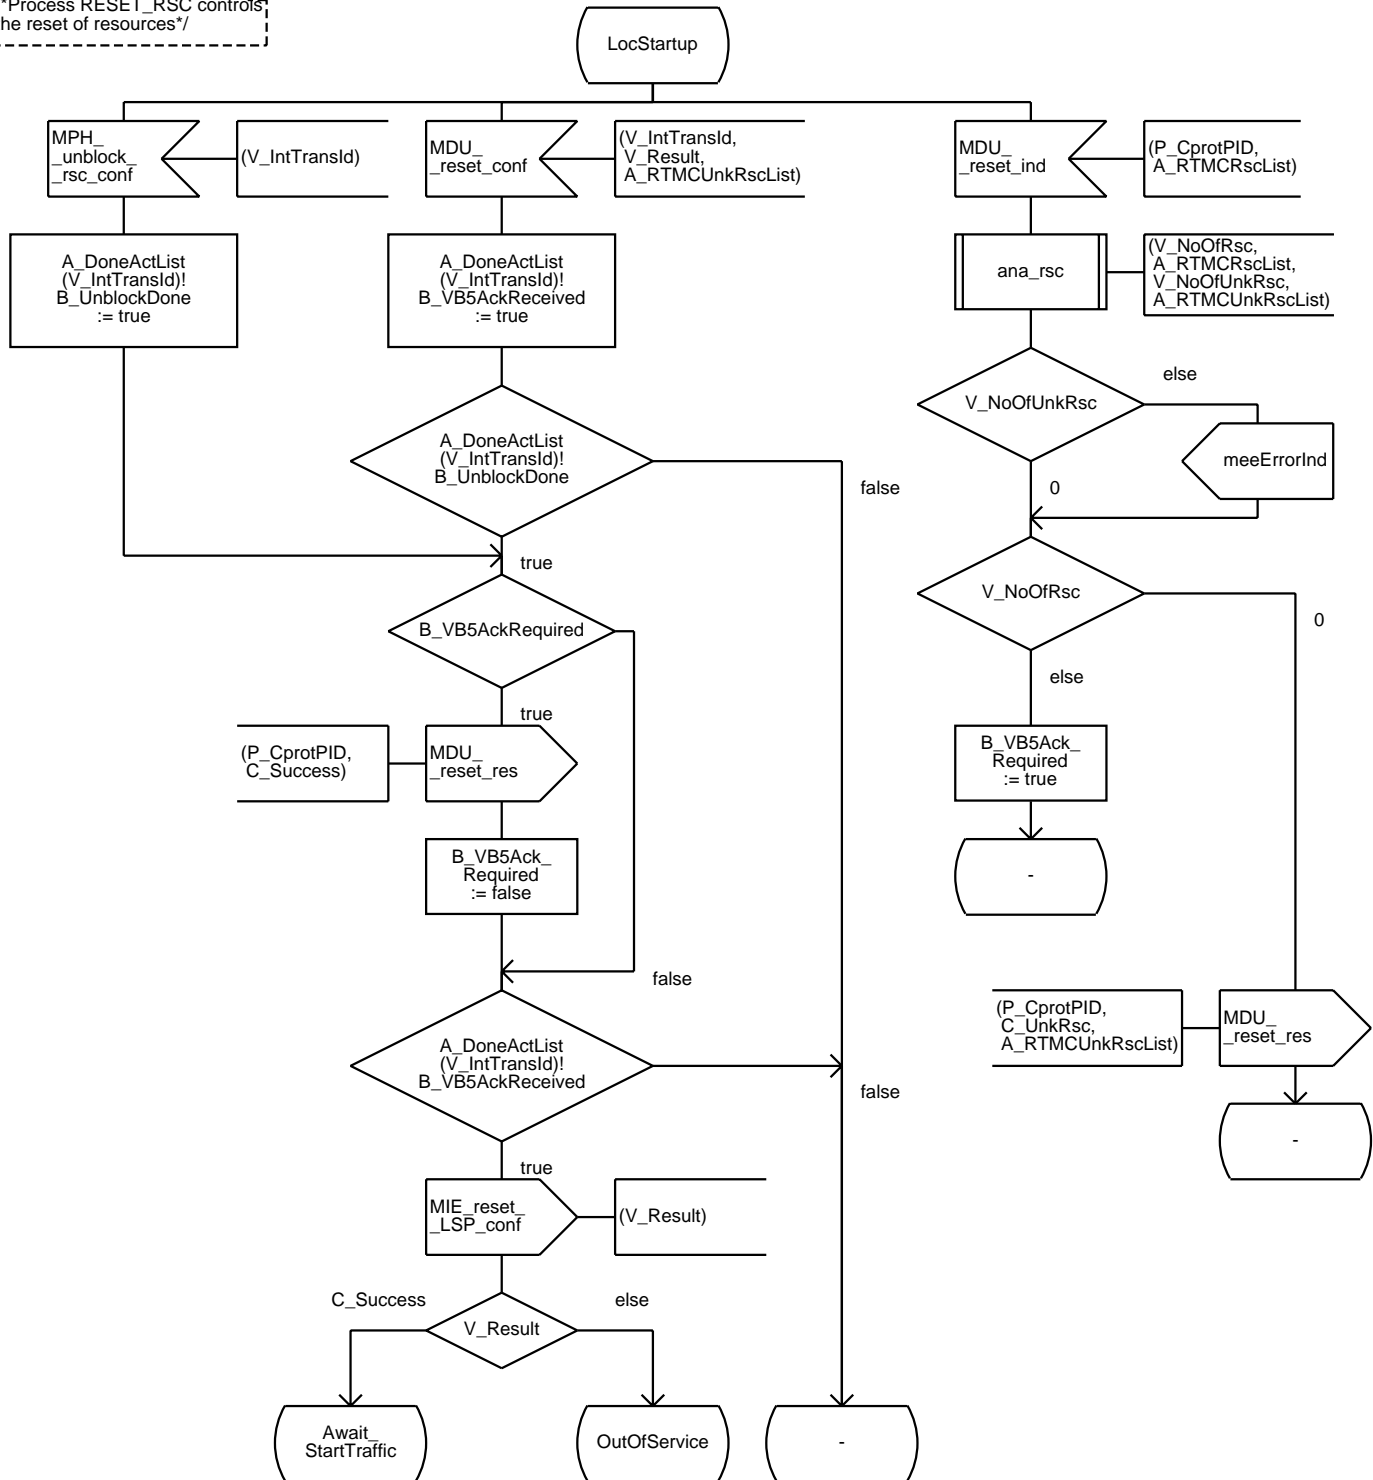 *Process RESET_RSC controls
he reset of resources*/
LocStartup
MPH_
_unblock_
_rsc_conf
(V_IntTransId)
MDU_
_reset_conf
(V_IntTransId,
V_Result,
A_RTMCUnkRscList)
MDU_
_reset_ind
(P_CprotPID,
A_RTMCRscList)
A_DoneActList
(V_IntTransId)!
B_UnblockDone
:= true
A_DoneActList
(V_IntTransId)!
B_VB5AckReceived
:= true
ana_rsc
(V_NoOfRsc,
A_RTMCRscList,
V_NoOfUnkRsc,
A_RTMCUnkRscList)
else
V_NoOfUnkRsc
A_DoneActList
(V_IntTransId)!
B_UnblockDone
meeErrorInd
false
0
true
V_NoOfRsc
0
B_VB5AckRequired
else
true
(P_CprotPID,
C_Success)
MDU_
_reset_res
B_VB5Ack_
Required
:= true
B_VB5Ack_
Required
:= false
-
false
(P_CprotPID,
C_UnkRsc,
A_RTMCUnkRscList)
MDU_
_reset_res
A_DoneActList
(V_IntTransId)!
B_VB5AckReceived
false
-
true
MIE_reset_
_LSP_conf
(V_Result)
C_Success
else
V_Result
Await_
StartTraffic
OutOfService
-